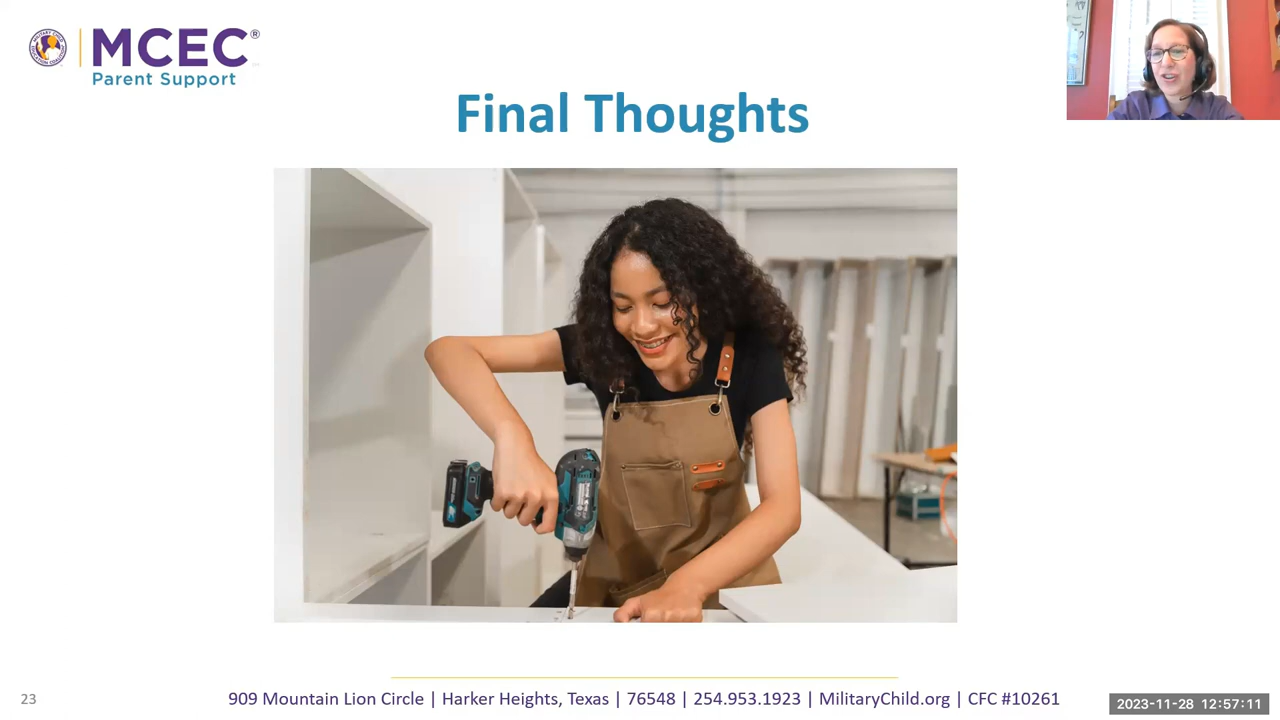 MCEC®
Parent Support
Final Thoughts
23
909 Mountain Lion Circle | Harker Heights, Texas | 76548 | 254.953.1923 | MilitaryChild.org | CFC #10261
2023-11-28 12:57:11